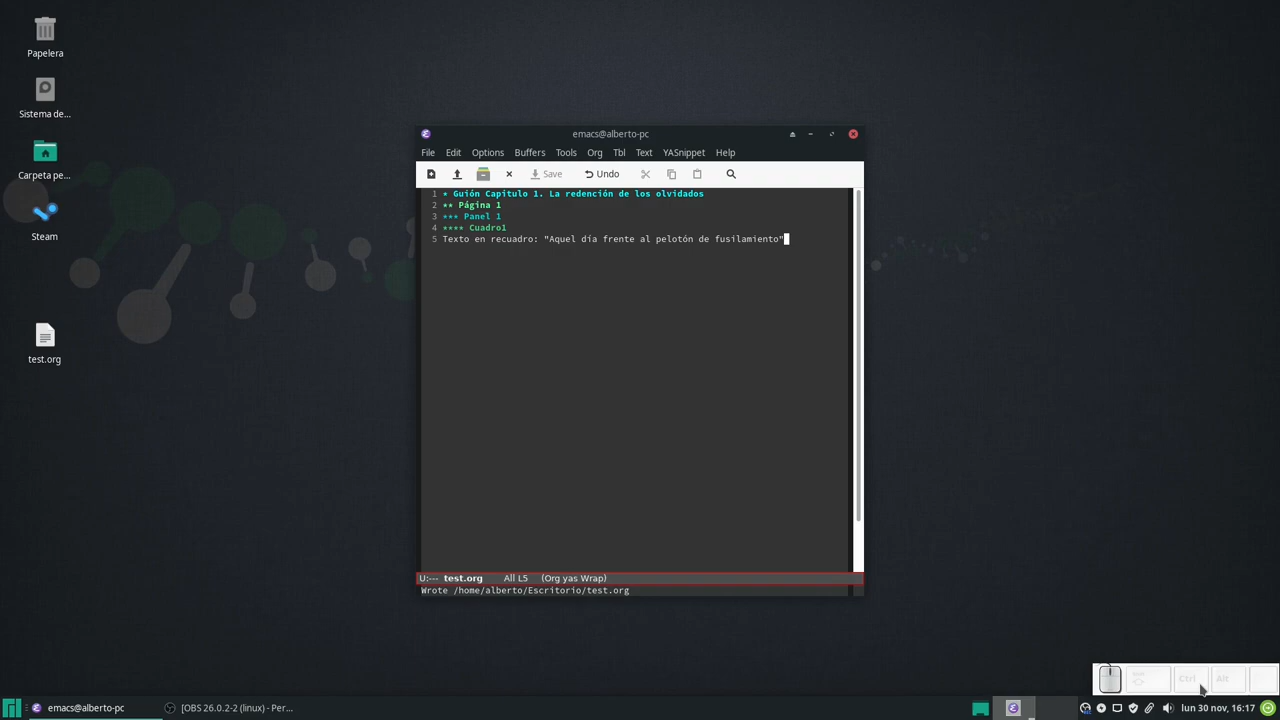 Papelera
Sistema de...
Carpeta pe...
Steam
test.org
emacs@alberto-pc
File Edit Options Buffers Tools Org Tbl Text YASnippet Help
Save Undo
1 * Guión Capitulo 1. La redención de los olvidados
2 ** Página 1
3 *** Panel 1
4 **** Cuadro1
5 Texto en recuadro: "Aquel día frente al pelotón de fusilamiento"
U:--- test.org All L5 (Org yas Wrap)
Wrote /home/alberto/Escritorio/test.org
Ctrl Alt
emacs@alberto-pc
[OBS 26.0.2-2 (linux) - Per...
lun 30 nov, 16:17